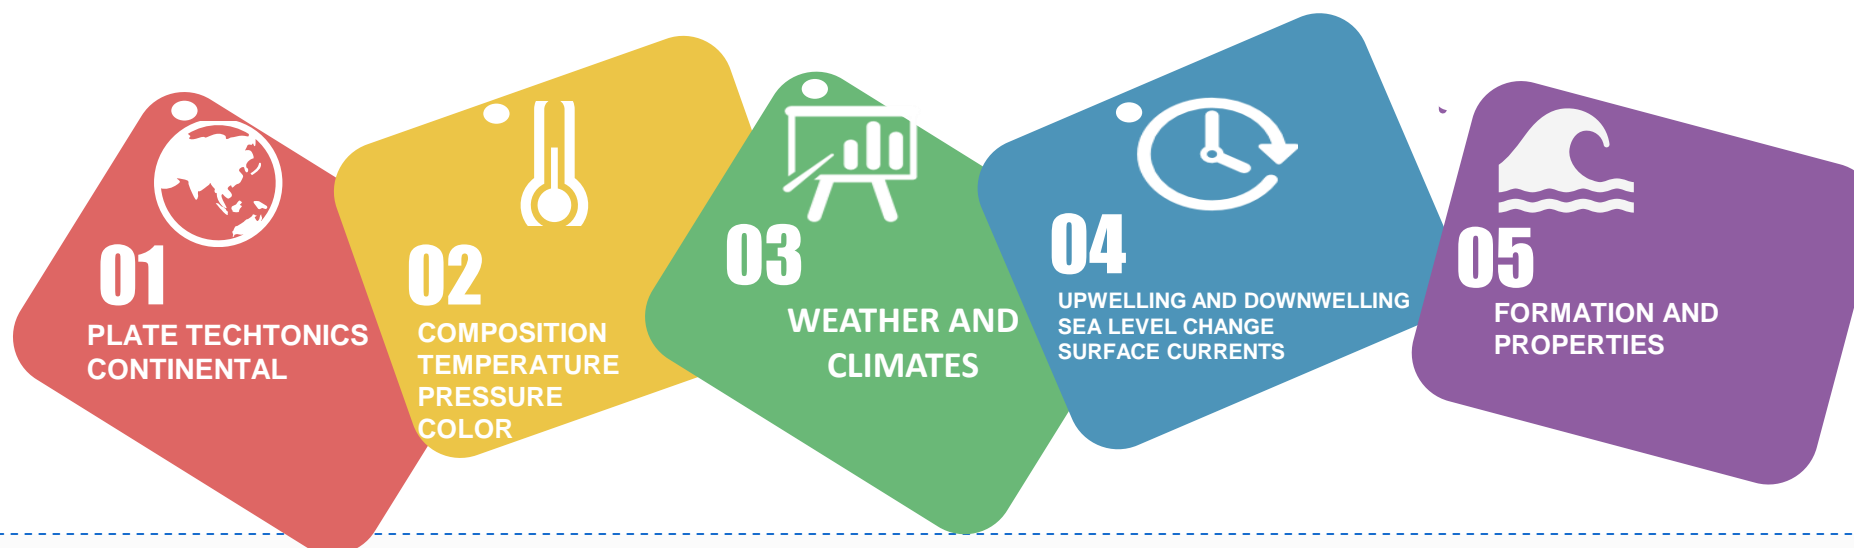 01
PLATE TECHTONICS
CONTINENTAL
02
COMPOSITION
TEMPERATURE
PRESSURE
COLOR
03
WEATHER AND
CLIMATES
04
UPWELLING AND DOWNWELLING
SEA LEVEL CHANGE
SURFACE CURRENTS
05
FORMATION AND
PROPERTIES